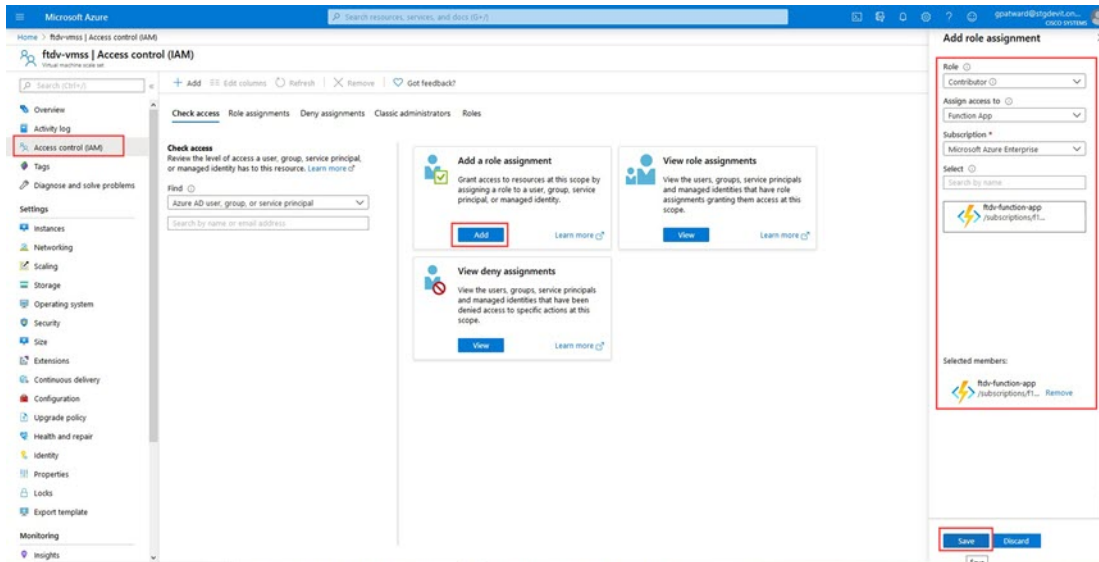 Microsoft Azure
Search resources, services, and docs (G+/)
gpatward@stgdevit.on...
CISCO SYSTEMS
Home > ftdv-vmss | Access control (IAM)
ftdv-vmss | Access control (IAM)
Virtual machine scale set
Search (Ctrl+/)
Overview
Activity log
Access control (IAM)
Tags
Diagnose and solve problems
Settings
Instances
Networking
Scaling
Storage
Operating system
Security
Size
Extensions
Continuous delivery
Configuration
Upgrade policy
Health and repair
Identity
Properties
Locks
Export template
Monitoring
Insights
Add Edit columns Refresh Remove Got feedback?
Check access Role assignments Deny assignments Classic administrators Roles
Check access
Review the level of access a user, group, service principal,
or managed identity has to this resource. Learn more
Find
Azure AD user, group, or service principal
Search by name or email address
Add a role assignment
Grant access to resources at this scope by
assigning a role to a user, group, service
principal, or managed identity.
Add Learn more
View role assignments
View the users, groups, service principals
and managed identities that have role
assignments granting them access at this
scope.
View Learn more
View deny assignments
View the users, groups, service principals
and managed identities that have been
denied access to specific actions at this
scope.
View Learn more
Add role assignment
Role
Contributor
Assign access to
Function App
Subscription *
Microsoft Azure Enterprise
Select
Search by name
ftdv-function-app
/subscriptions/f1...
Selected members:
ftdv-function-app
/subscriptions/f1... Remove
Save Discard